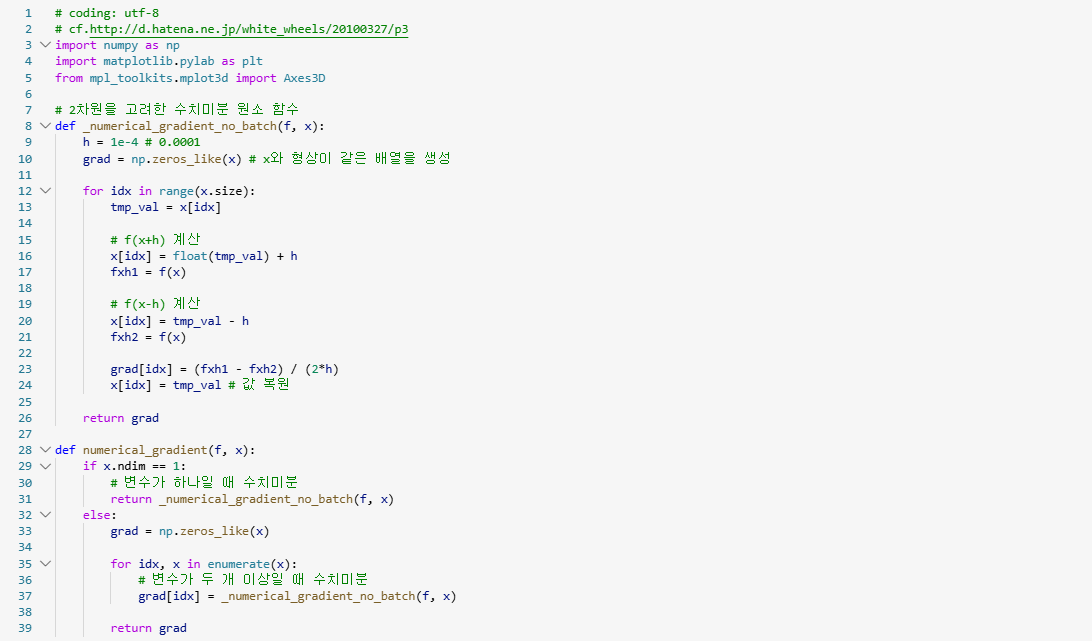 1 # coding: utf-8
2 # cf.http://d.hatena.ne.jp/white_wheels/20100327/p3
3 import numpy as np
4 import matplotlib.pylab as plt
5 from mpl_toolkits.mplot3d import Axes3D
6
7 # 2차원을 고려한 수치미분 원소 함수
8 def _numerical_gradient_no_batch(f, x):
9     h = 1e-4 # 0.0001
10     grad = np.zeros_like(x) # x와 형상이 같은 배열을 생성
11
12     for idx in range(x.size):
13         tmp_val = x[idx]
14
15         # f(x+h) 계산
16         x[idx] = float(tmp_val) + h
17         fxh1 = f(x)
18
19         # f(x-h) 계산
20         x[idx] = tmp_val - h
21         fxh2 = f(x)
22
23         grad[idx] = (fxh1 - fxh2) / (2*h)
24         x[idx] = tmp_val # 값 복원
25
26     return grad
27
28 def numerical_gradient(f, x):
29     if x.ndim == 1:
30         # 변수가 하나일 때 수치미분
31         return _numerical_gradient_no_batch(f, x)
32     else:
33         grad = np.zeros_like(x)
34
35         for idx, x in enumerate(x):
36             # 변수가 두 개 이상일 때 수치미분
37             grad[idx] = _numerical_gradient_no_batch(f, x)
38
39         return grad